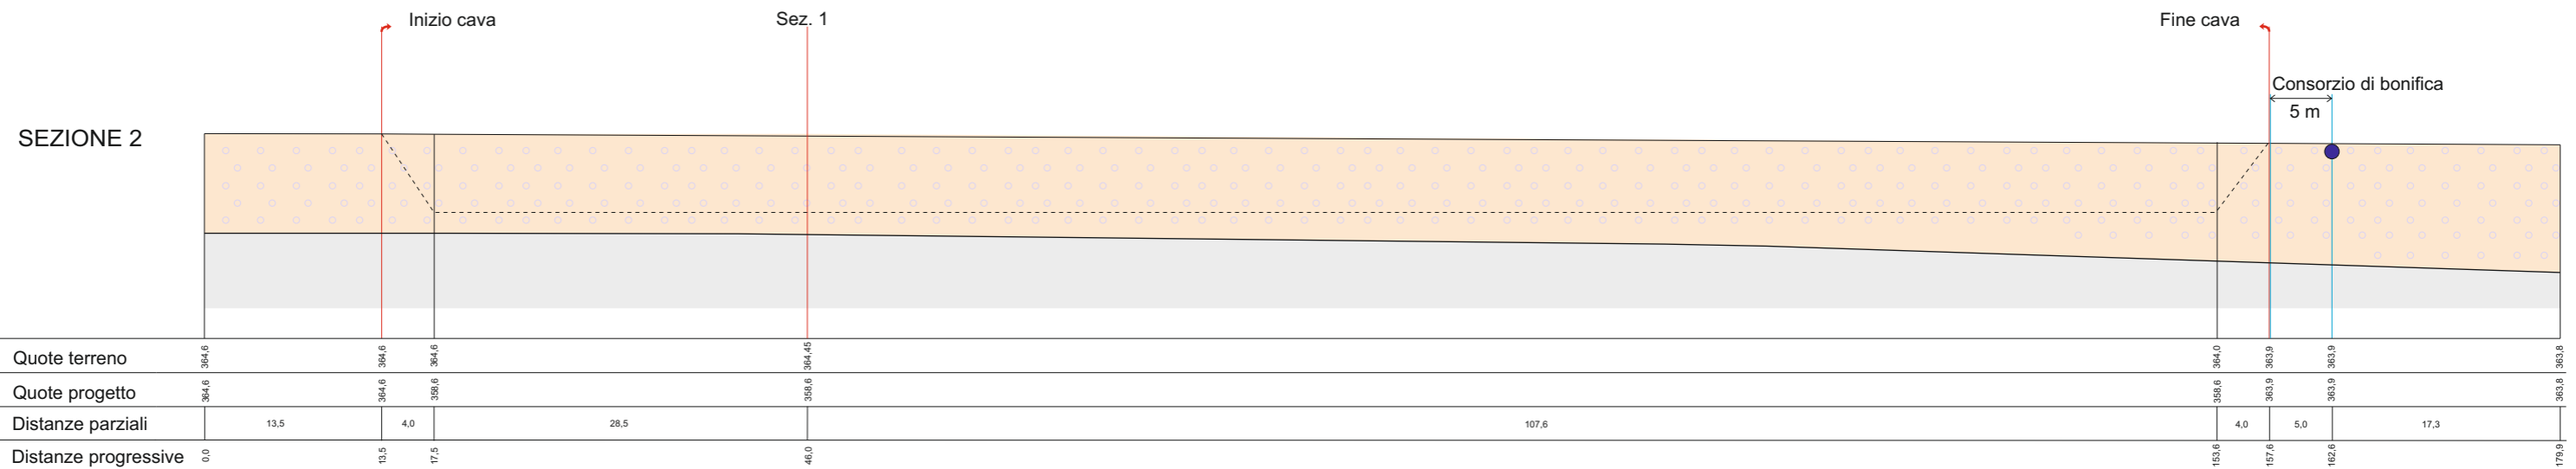 Inizio cava
Sez. 1
Fine cava
Consorzio di bonifica
5 m
SEZIONE 2
Quote terreno 364,6 364,6 364,6 364,45 364,0 363,9 363,9 363,8
Quote progetto 364,6 364,6 358,6 358,6 358,6 363,9 363,9 363,8
Distanze parziali 13,5 4,0 28,5 107,6 4,0 5,0 17,3
Distanze progressive 0,0 13,5 17,5 46,0 153,6 157,6 162,6 179,9